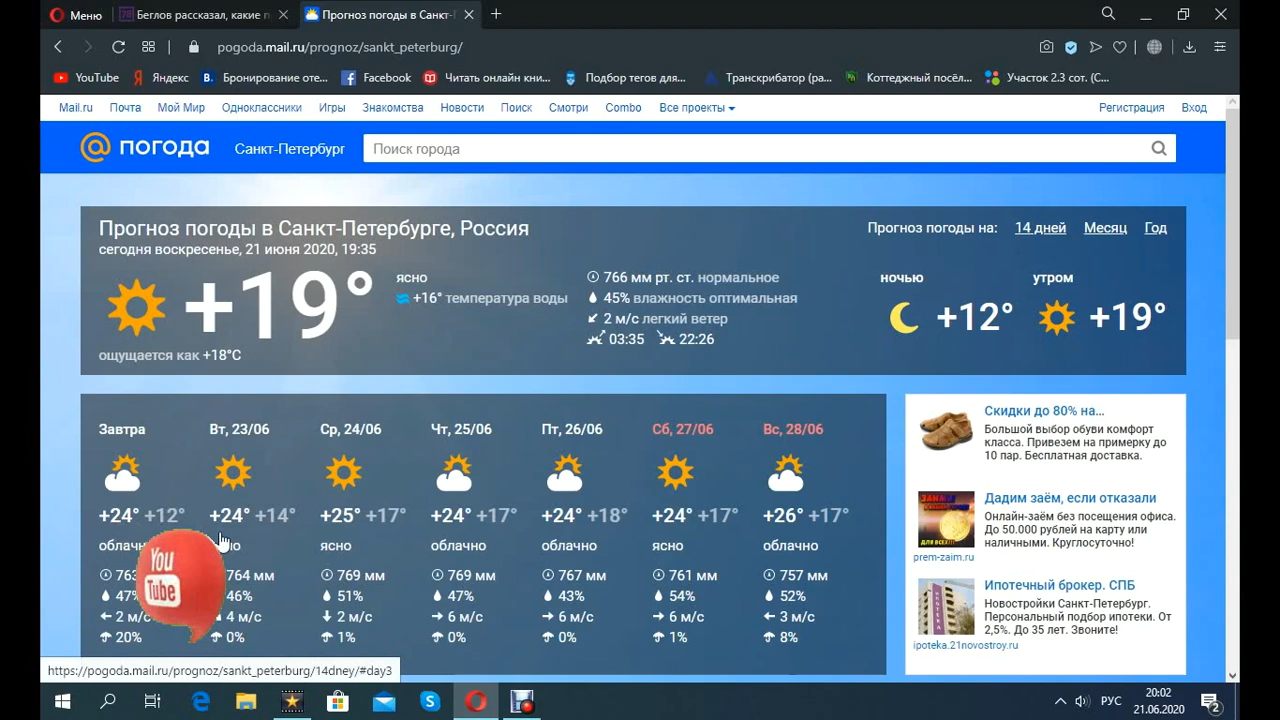 Меню
Беглов рассказал, какие п
Прогноз погоды в Санкт-Г
pogoda.mail.ru/prognoz/sankt_peterburg/
YouTube
Яндекс
Бронирование оте...
Facebook
Читать онлайн кни...
Подбор тегов для...
Транскрибатор (ра...
Коттеджный посёл...
Участок 2.3 сот. (С...
Mail.ru Почта Мой Мир Одноклассники Игры Знакомства Новости Поиск Смотри Combo Все проекты
Регистрация Вход
@ погода
Санкт-Петербург
Поиск города
Прогноз погоды в Санкт-Петербурге, Россия
сегодня воскресенье, 21 июня 2020, 19:35
Прогноз погоды на: 14 дней Месяц Год
+19°
ощущается как +18°C
ясно
+16° температура воды
766 мм рт. ст. нормальное
45% влажность оптимальная
2 м/с легкий ветер
03:35 22:26
ночью
+12°
утром
+19°
Завтра Вт, 23/06 Ср, 24/06 Чт, 25/06 Пт, 26/06 Сб, 27/06 Вс, 28/06
+24° +12° +24° +14° +25° +17° +24° +17° +24° +18° +24° +17° +26° +17°
ясно облачно облачно ясно облачно
764 мм 769 мм 769 мм 767 мм 761 мм 757 мм
47% 46% 51% 47% 43% 54% 52%
2 м/с 4 м/с 2 м/с 6 м/с 6 м/с 6 м/с 3 м/с
20% 0% 1% 0% 0% 1% 8%
You
Tube
Скидки до 80% на...
Большой выбор обуви комфорт
класса. Привезем на примерку до
10 пар. Бесплатная доставка.
Дадим заём, если отказали
Онлайн-заём без посещения офиса.
До 50.000 рублей на карту или
наличными. Круглосуточно!
prem-zaim.ru
Ипотечный брокер. СПБ
Новостройки Санкт-Петербург.
Персональный подбор ипотеки. От
2,5%. До 35 лет. Звоните!
ipoteka.21novostroy.ru
https://pogoda.mail.ru/prognoz/sankt_peterburg/14dney/#day3
РУС
20:02
21.06.2020
2